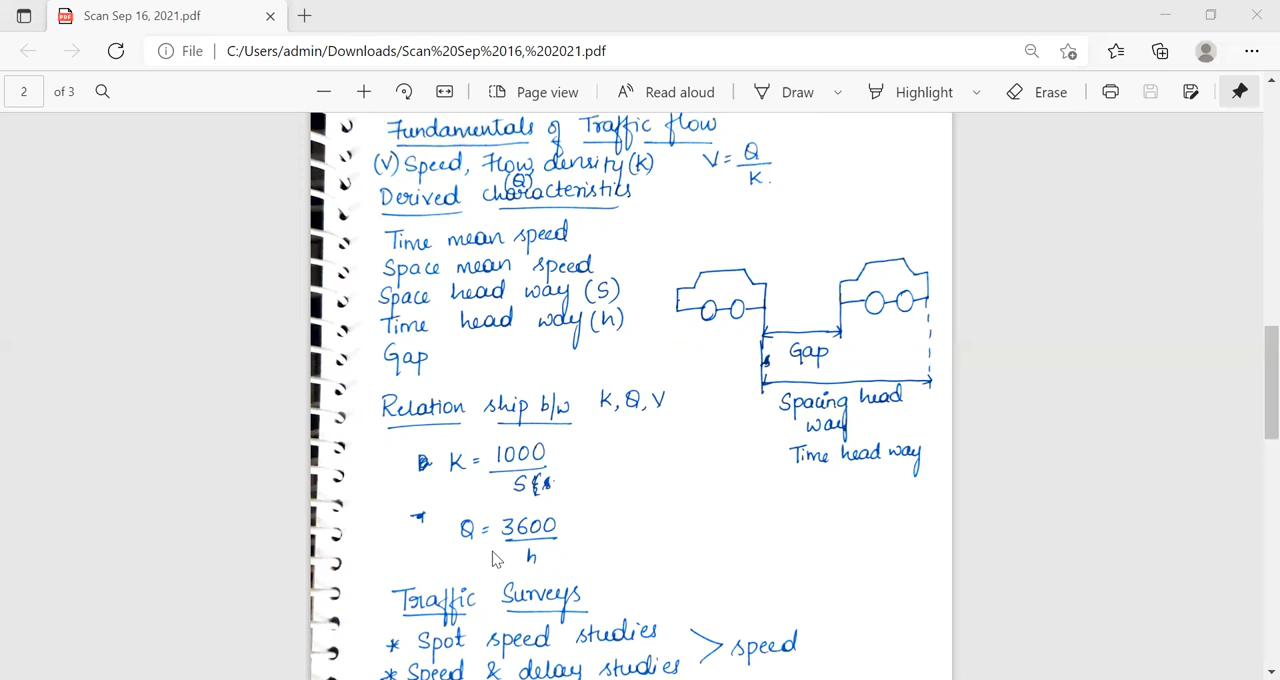 Scan Sep 16, 2021.pdf
File C:/Users/admin/Downloads/Scan%20Sep%2016,%202021.pdf
2 of 3 Page view Read aloud Draw Highlight Erase
Fundamentals of Traffic flow
(V) Speed, Flow density (K) V = Q / K.
(Q)
Derived characteristics
Time mean speed
Space mean speed
Space head way (S)
Time head way (h)
Gap
Gap
Spacing head
way
Time head way
Relation ship b/w K, Q, V
K = 1000 / S
Q = 3600 / h
Traffic Surveys
* Spot speed studies
* Speed & delay studies
> speed